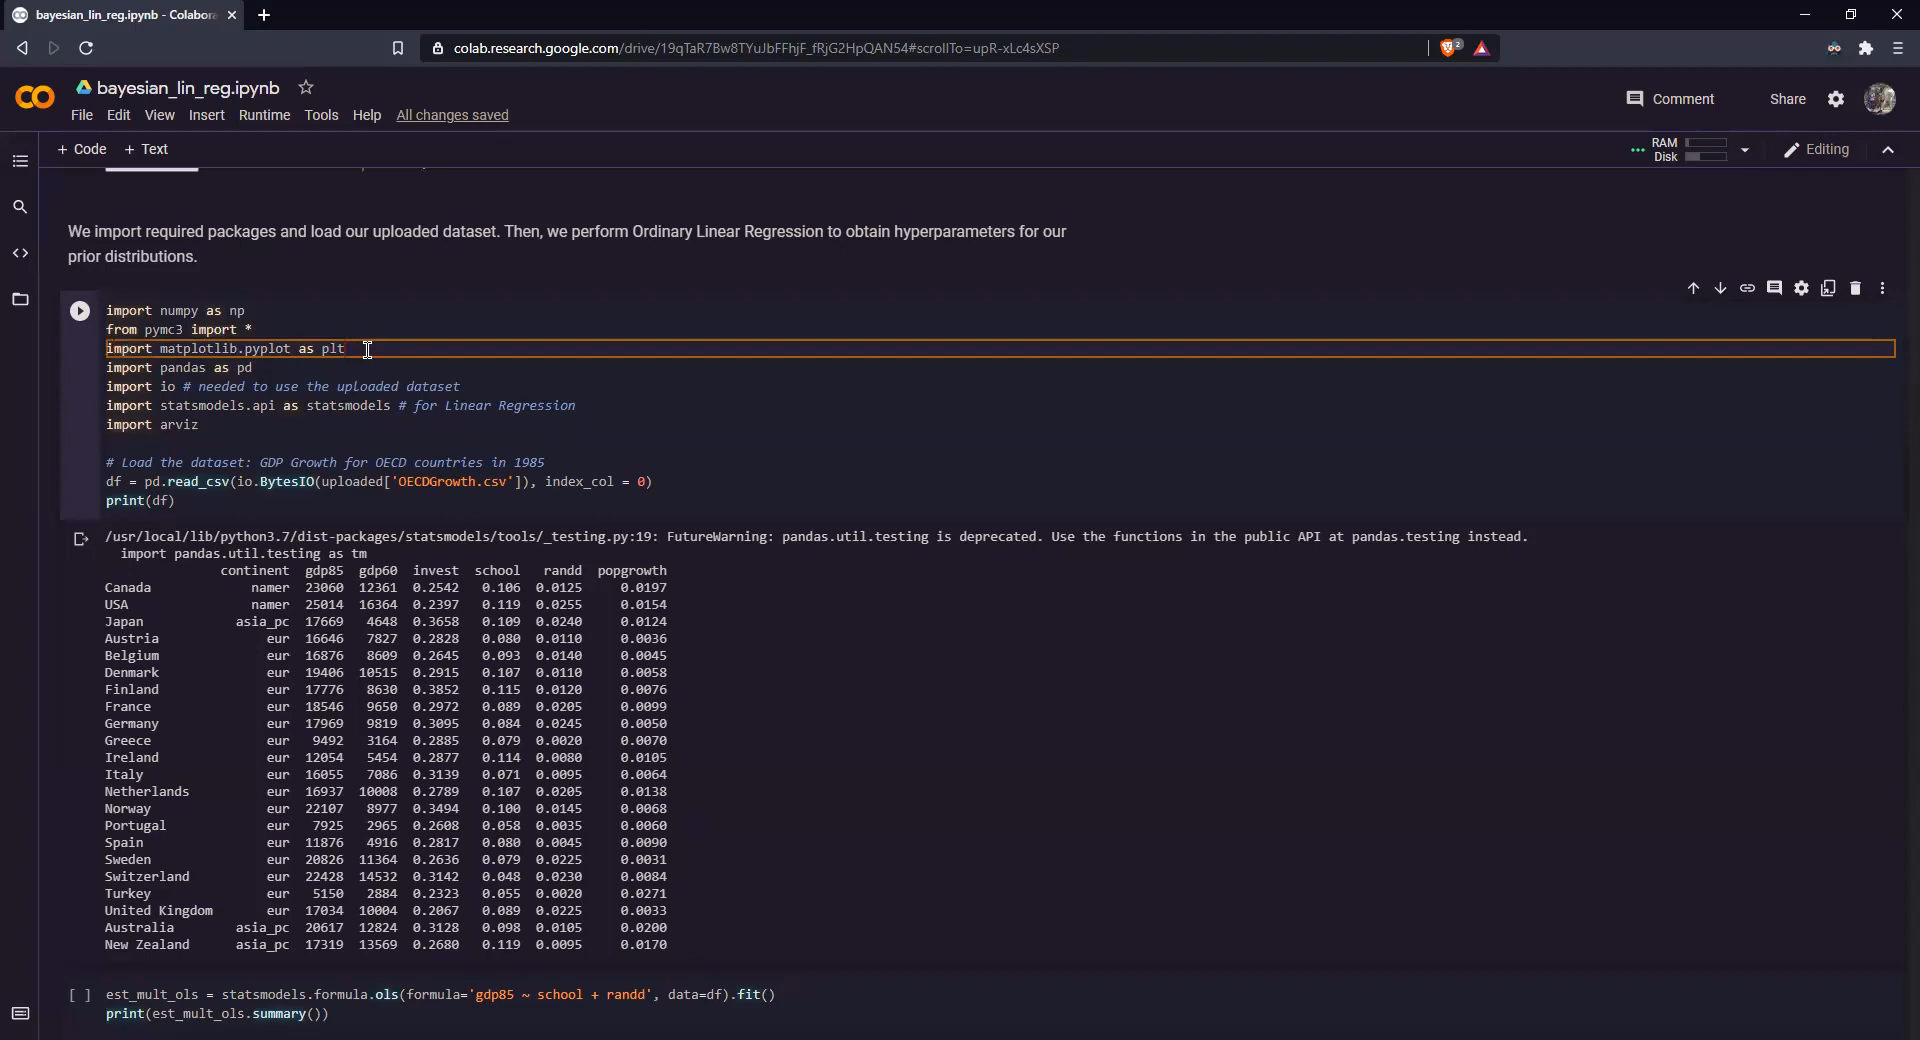 bayesian_lin_reg.ipynb - Colabora
colab.research.google.com/drive/19qTaR7Bw8TYuJbFFhjF_fRjG2HpQAN54#scrollTo=upR-xLc4sXSP
2
CO
bayesian_lin_reg.ipynb
Comment
Share
File Edit View Insert Runtime Tools Help All changes saved
+ Code + Text
RAM
Disk
Editing
We import required packages and load our uploaded dataset. Then, we perform Ordinary Linear Regression to obtain hyperparameters for our
prior distributions.
import numpy as np
from pymc3 import *
import matplotlib.pyplot as plt
import pandas as pd
import io # needed to use the uploaded dataset
import statsmodels.api as statsmodels # for Linear Regression
import arviz
# Load the dataset: GDP Growth for OECD countries in 1985
df = pd.read_csv(io.BytesIO(uploaded['OECDGrowth.csv']), index_col = 0)
print(df)
/usr/local/lib/python3.7/dist-packages/statsmodels/tools/_testing.py:19: FutureWarning: pandas.util.testing is deprecated. Use the functions in the public API at pandas.testing instead.
import pandas.util.testing as tm
continent gdp85 gdp60 invest school randd popgrowth
Canada namer 23060 12361 0.2542 0.106 0.0125 0.0197
USA namer 25014 16364 0.2397 0.119 0.0255 0.0154
Japan asia_pc 17669 4648 0.3658 0.109 0.0240 0.0124
Austria eur 16646 7827 0.2828 0.080 0.0110 0.0036
Belgium eur 16876 8609 0.2645 0.093 0.0140 0.0045
Denmark eur 19406 10515 0.2915 0.107 0.0110 0.0058
Finland eur 17776 8630 0.3852 0.115 0.0120 0.0076
France eur 18546 9650 0.2972 0.089 0.0205 0.0099
Germany eur 17969 9819 0.3095 0.084 0.0245 0.0050
Greece eur 9492 3164 0.2885 0.079 0.0020 0.0070
Ireland eur 12054 5454 0.2877 0.114 0.0080 0.0105
Italy eur 16055 7086 0.3139 0.071 0.0095 0.0064
Netherlands eur 16937 10008 0.2789 0.107 0.0205 0.0138
Norway eur 22107 8977 0.3494 0.100 0.0145 0.0068
Portugal eur 7925 2965 0.2608 0.058 0.0035 0.0060
Spain eur 11876 4916 0.2817 0.080 0.0045 0.0090
Sweden eur 20826 11364 0.2636 0.079 0.0225 0.0031
Switzerland eur 22428 14532 0.3142 0.048 0.0230 0.0084
Turkey eur 5150 2884 0.2323 0.055 0.0020 0.0271
United Kingdom eur 17034 10004 0.2067 0.089 0.0225 0.0033
Australia asia_pc 20617 12824 0.3128 0.098 0.0105 0.0200
New Zealand asia_pc 17319 13569 0.2680 0.119 0.0095 0.0170
[ ] est_mult_ols = statsmodels.formula.ols(formula='gdp85 ~ school + randd', data=df).fit()
print(est_mult_ols.summary())